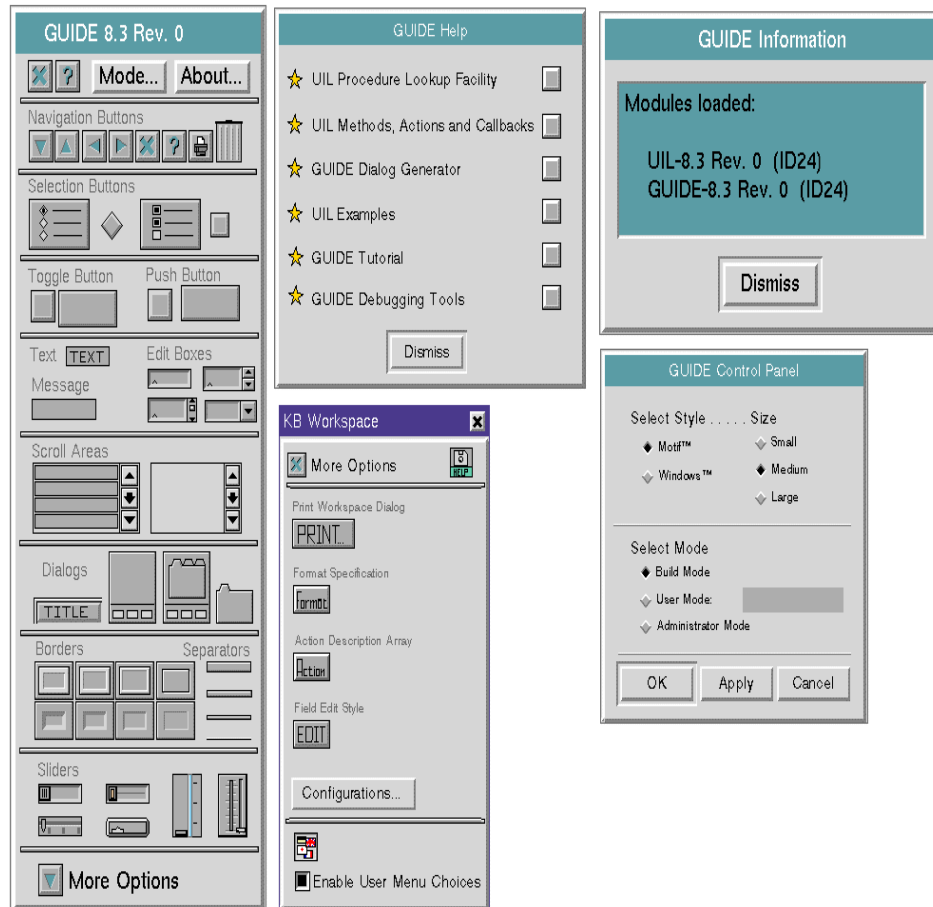 GUIDE 8.3 Rev. 0
?
Mode...
About...
Navigation Buttons
?
Selection Buttons
Toggle Button
Push Button
Text
TEXT
Edit Boxes
Message
Scroll Areas
Dialogs
TITLE
Borders
Separators
Sliders
More Options
GUIDE Help
UIL Procedure Lookup Facility
UIL Methods, Actions and Callbacks
GUIDE Dialog Generator
UIL Examples
GUIDE Tutorial
GUIDE Debugging Tools
Dismiss
KB Workspace
More Options
HELP
Print Workspace Dialog
PRINT...
Format Specification
Format
Action Description Array
Action
Field Edit Style
EDIT
Configurations...
Enable User Menu Choices
GUIDE Information
Modules loaded:
UIL-8.3 Rev. 0 (ID24)
GUIDE-8.3 Rev. 0 (ID24)
Dismiss
GUIDE Control Panel
Select Style . . . . . Size
Motif™
Small
Windows™
Medium
Large
Select Mode
Build Mode
User Mode:
Administrator Mode
OK
Apply
Cancel